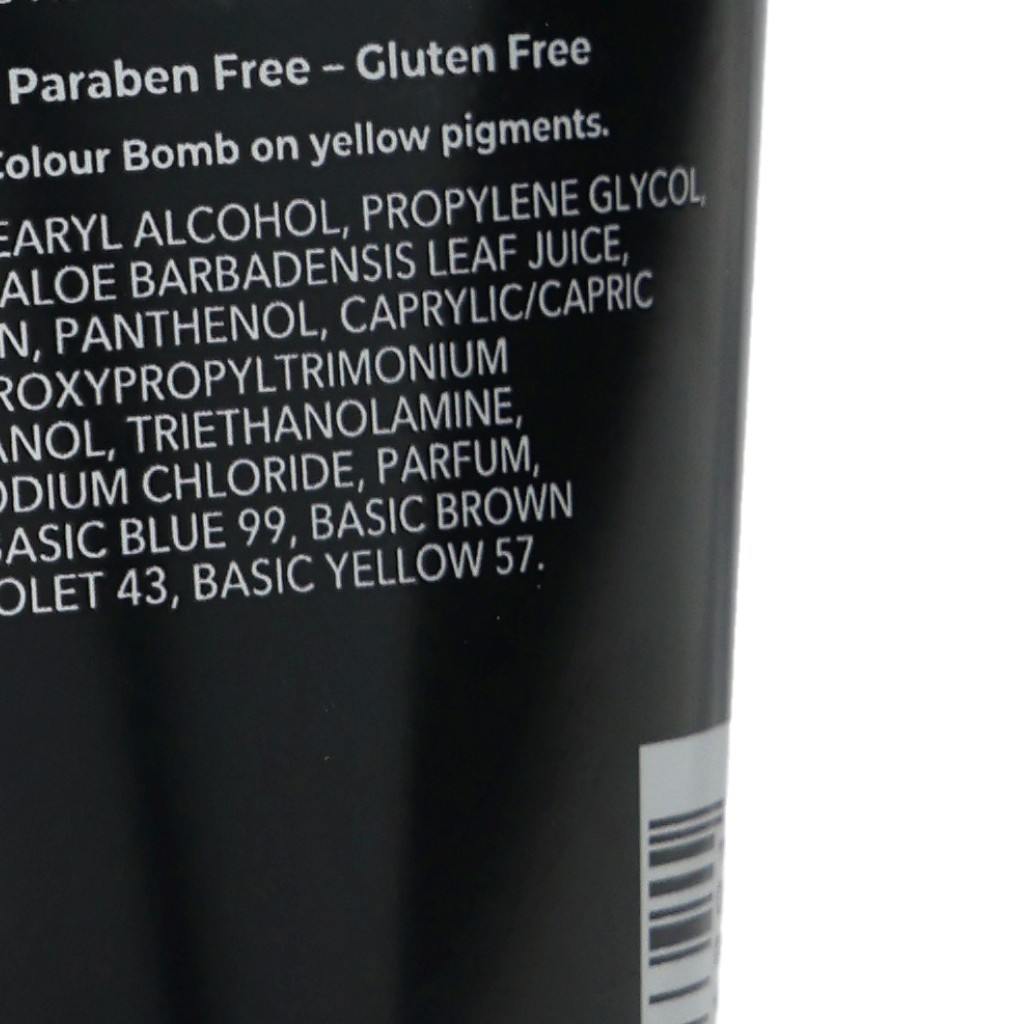 Paraben Free – Gluten Free
Colour Bomb on yellow pigments.
EARYL ALCOHOL, PROPYLENE GLYCOL,
ALOE BARBADENSIS LEAF JUICE,
N, PANTHENOL, CAPRYLIC/CAPRIC
ROXYPROPYLTRIMONIUM
ANOL, TRIETHANOLAMINE,
ODIUM CHLORIDE, PARFUM,
BASIC BLUE 99, BASIC BROWN
OLET 43, BASIC YELLOW 57.